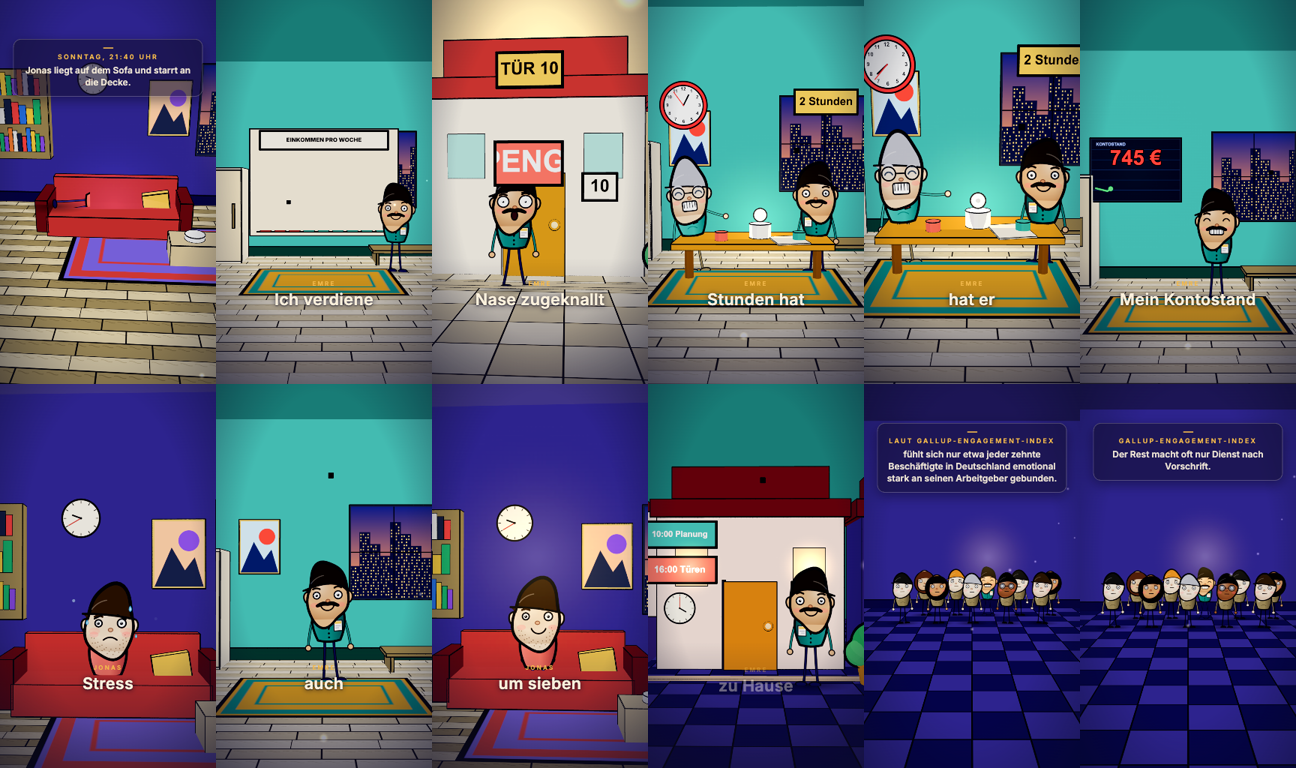 SONNTAG, 21:40 UHR
Jonas liegt auf dem Sofa und starrt an
die Decke.
EINKOMMEN PRO WOCHE
Ich verdiene
TÜR 10
PENG
10
EMRE
Nase zugeknallt
2 Stunden
EMRE
Stunden hat
2 Stunde
EMRE
hat er
KONTOSTAND
745 €
Mein Kontostand
JONAS
Stress
auch
JONAS
um sieben
10:00 Planung
16:00 Türen
EMRE
zu Hause
LAUT GALLUP-ENGAGEMENT-INDEX
fühlt sich nur etwa jeder zehnte
Beschäftigte in Deutschland emotional
stark an seinen Arbeitgeber gebunden.
GALLUP-ENGAGEMENT-INDEX
Der Rest macht oft nur Dienst nach
Vorschrift.